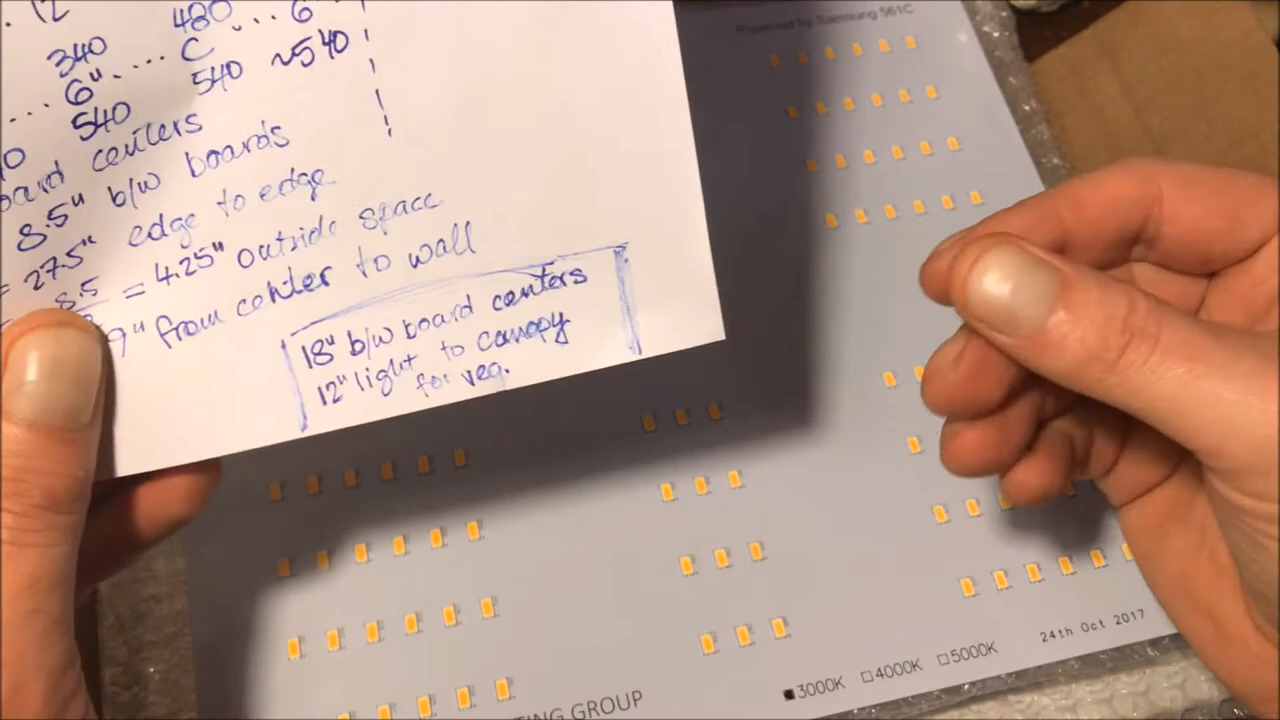 . 12
340 480
... 6".... C ... 6
540 540 ~540
board centers
8.5" b/w boards
= 27.5" edge to edge
8.5 = 4.25" outside space
9" from center to wall
18" b/w board centers
12" light to canopy
for veg.
Powered by Samsung 561C
24th Oct 2017
3000K 4000K 5000K
TING GROUP